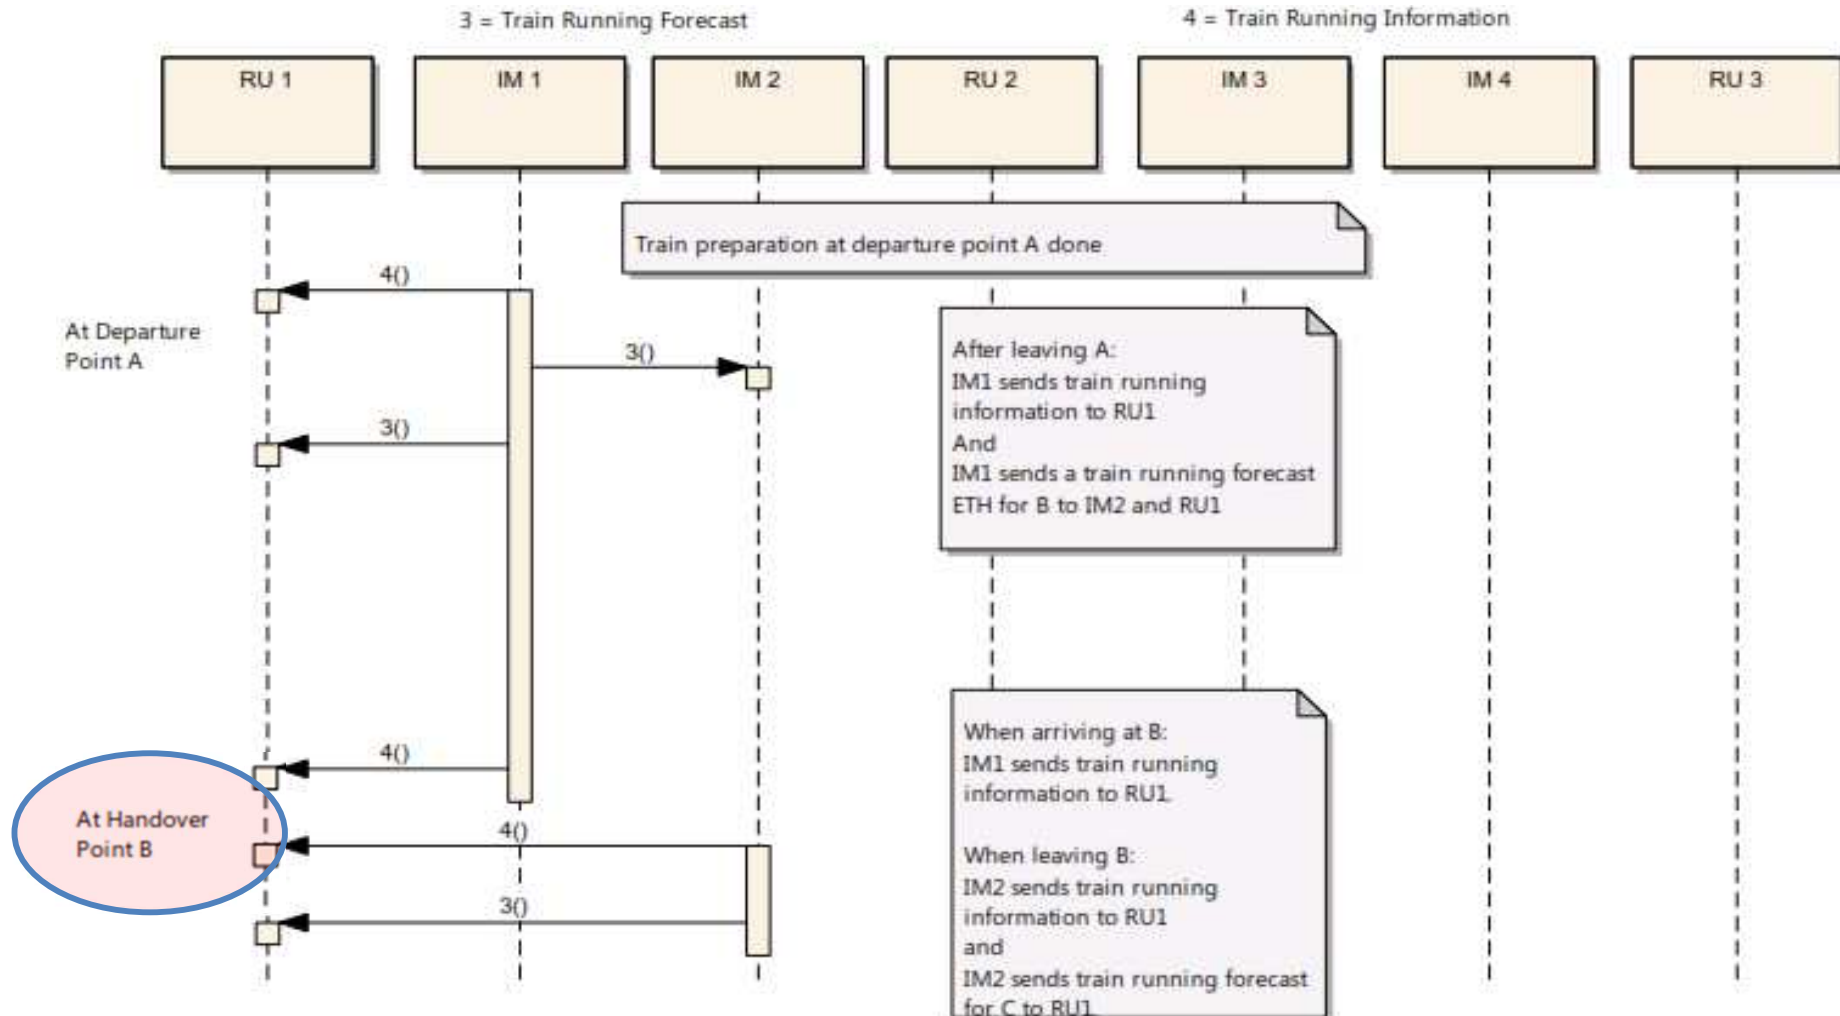 3 = Train Running Forecast
4 = Train Running Information
RU 1
IM 1
IM 2
RU 2
IM 3
IM 4
RU 3
Train preparation at departure point A done
4()
At Departure
Point A
3()
3()
After leaving A:
IM1 sends train running
information to RU1
And
IM1 sends a train running forecast
ETH for B to IM2 and RU1
4()
At Handover
Point B
4()
3()
When arriving at B:
IM1 sends train running
information to RU1.
When leaving B:
IM2 sends train running
information to RU1
and
IM2 sends train running forecast
for C to RU1.